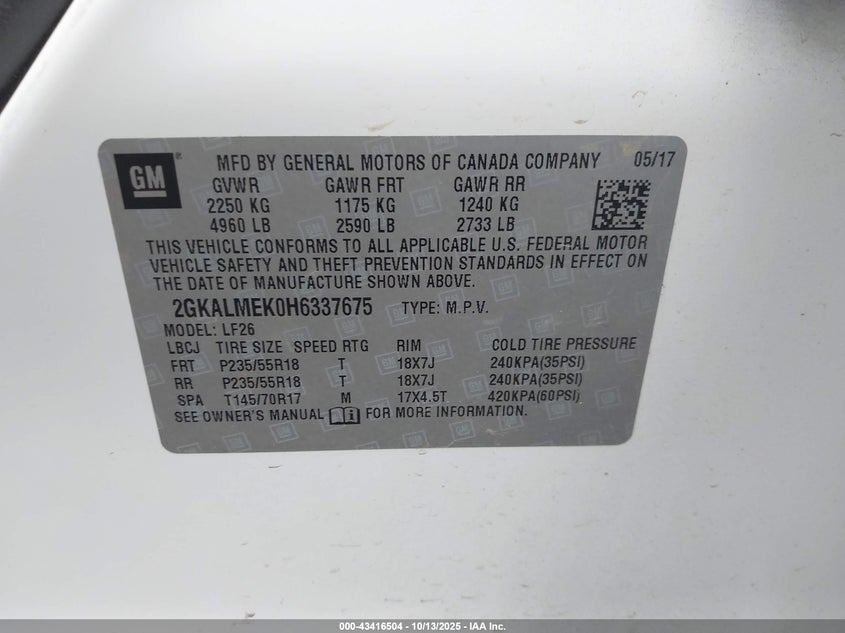 GM ® MFD BY GENERAL MOTORS OF CANADA COMPANY 05/17
GVWR GAWR FRT GAWR RR
2250 KG 1175 KG 1240 KG
4960 LB 2590 LB 2733 LB
THIS VEHICLE CONFORMS TO ALL APPLICABLE U.S. FEDERAL MOTOR
VEHICLE SAFETY AND THEFT PREVENTION STANDARDS IN EFFECT ON
THE DATE OF MANUFACTURE SHOWN ABOVE.
2GKALMEK0H6337675 TYPE: M.P.V.
MODEL: LF26
LBCJ TIRE SIZE SPEED RTG RIM COLD TIRE PRESSURE
FRT P235/55R18 T 18X7J 240KPA(35PSI)
RR P235/55R18 T 18X7J 240KPA(35PSI)
SPA T145/70R17 M 17X4.5T 420KPA(60PSI)
SEE OWNER'S MANUAL FOR MORE INFORMATION.
000-43416504 - 10/13/2025 - IAA Inc.